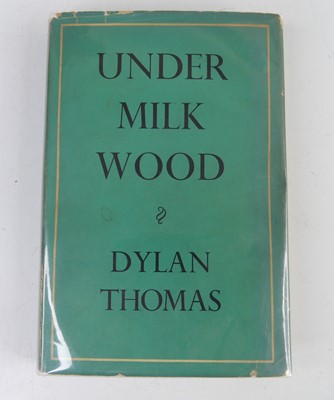 UNDER
MILK
WOOD
DYLAN
THOMAS